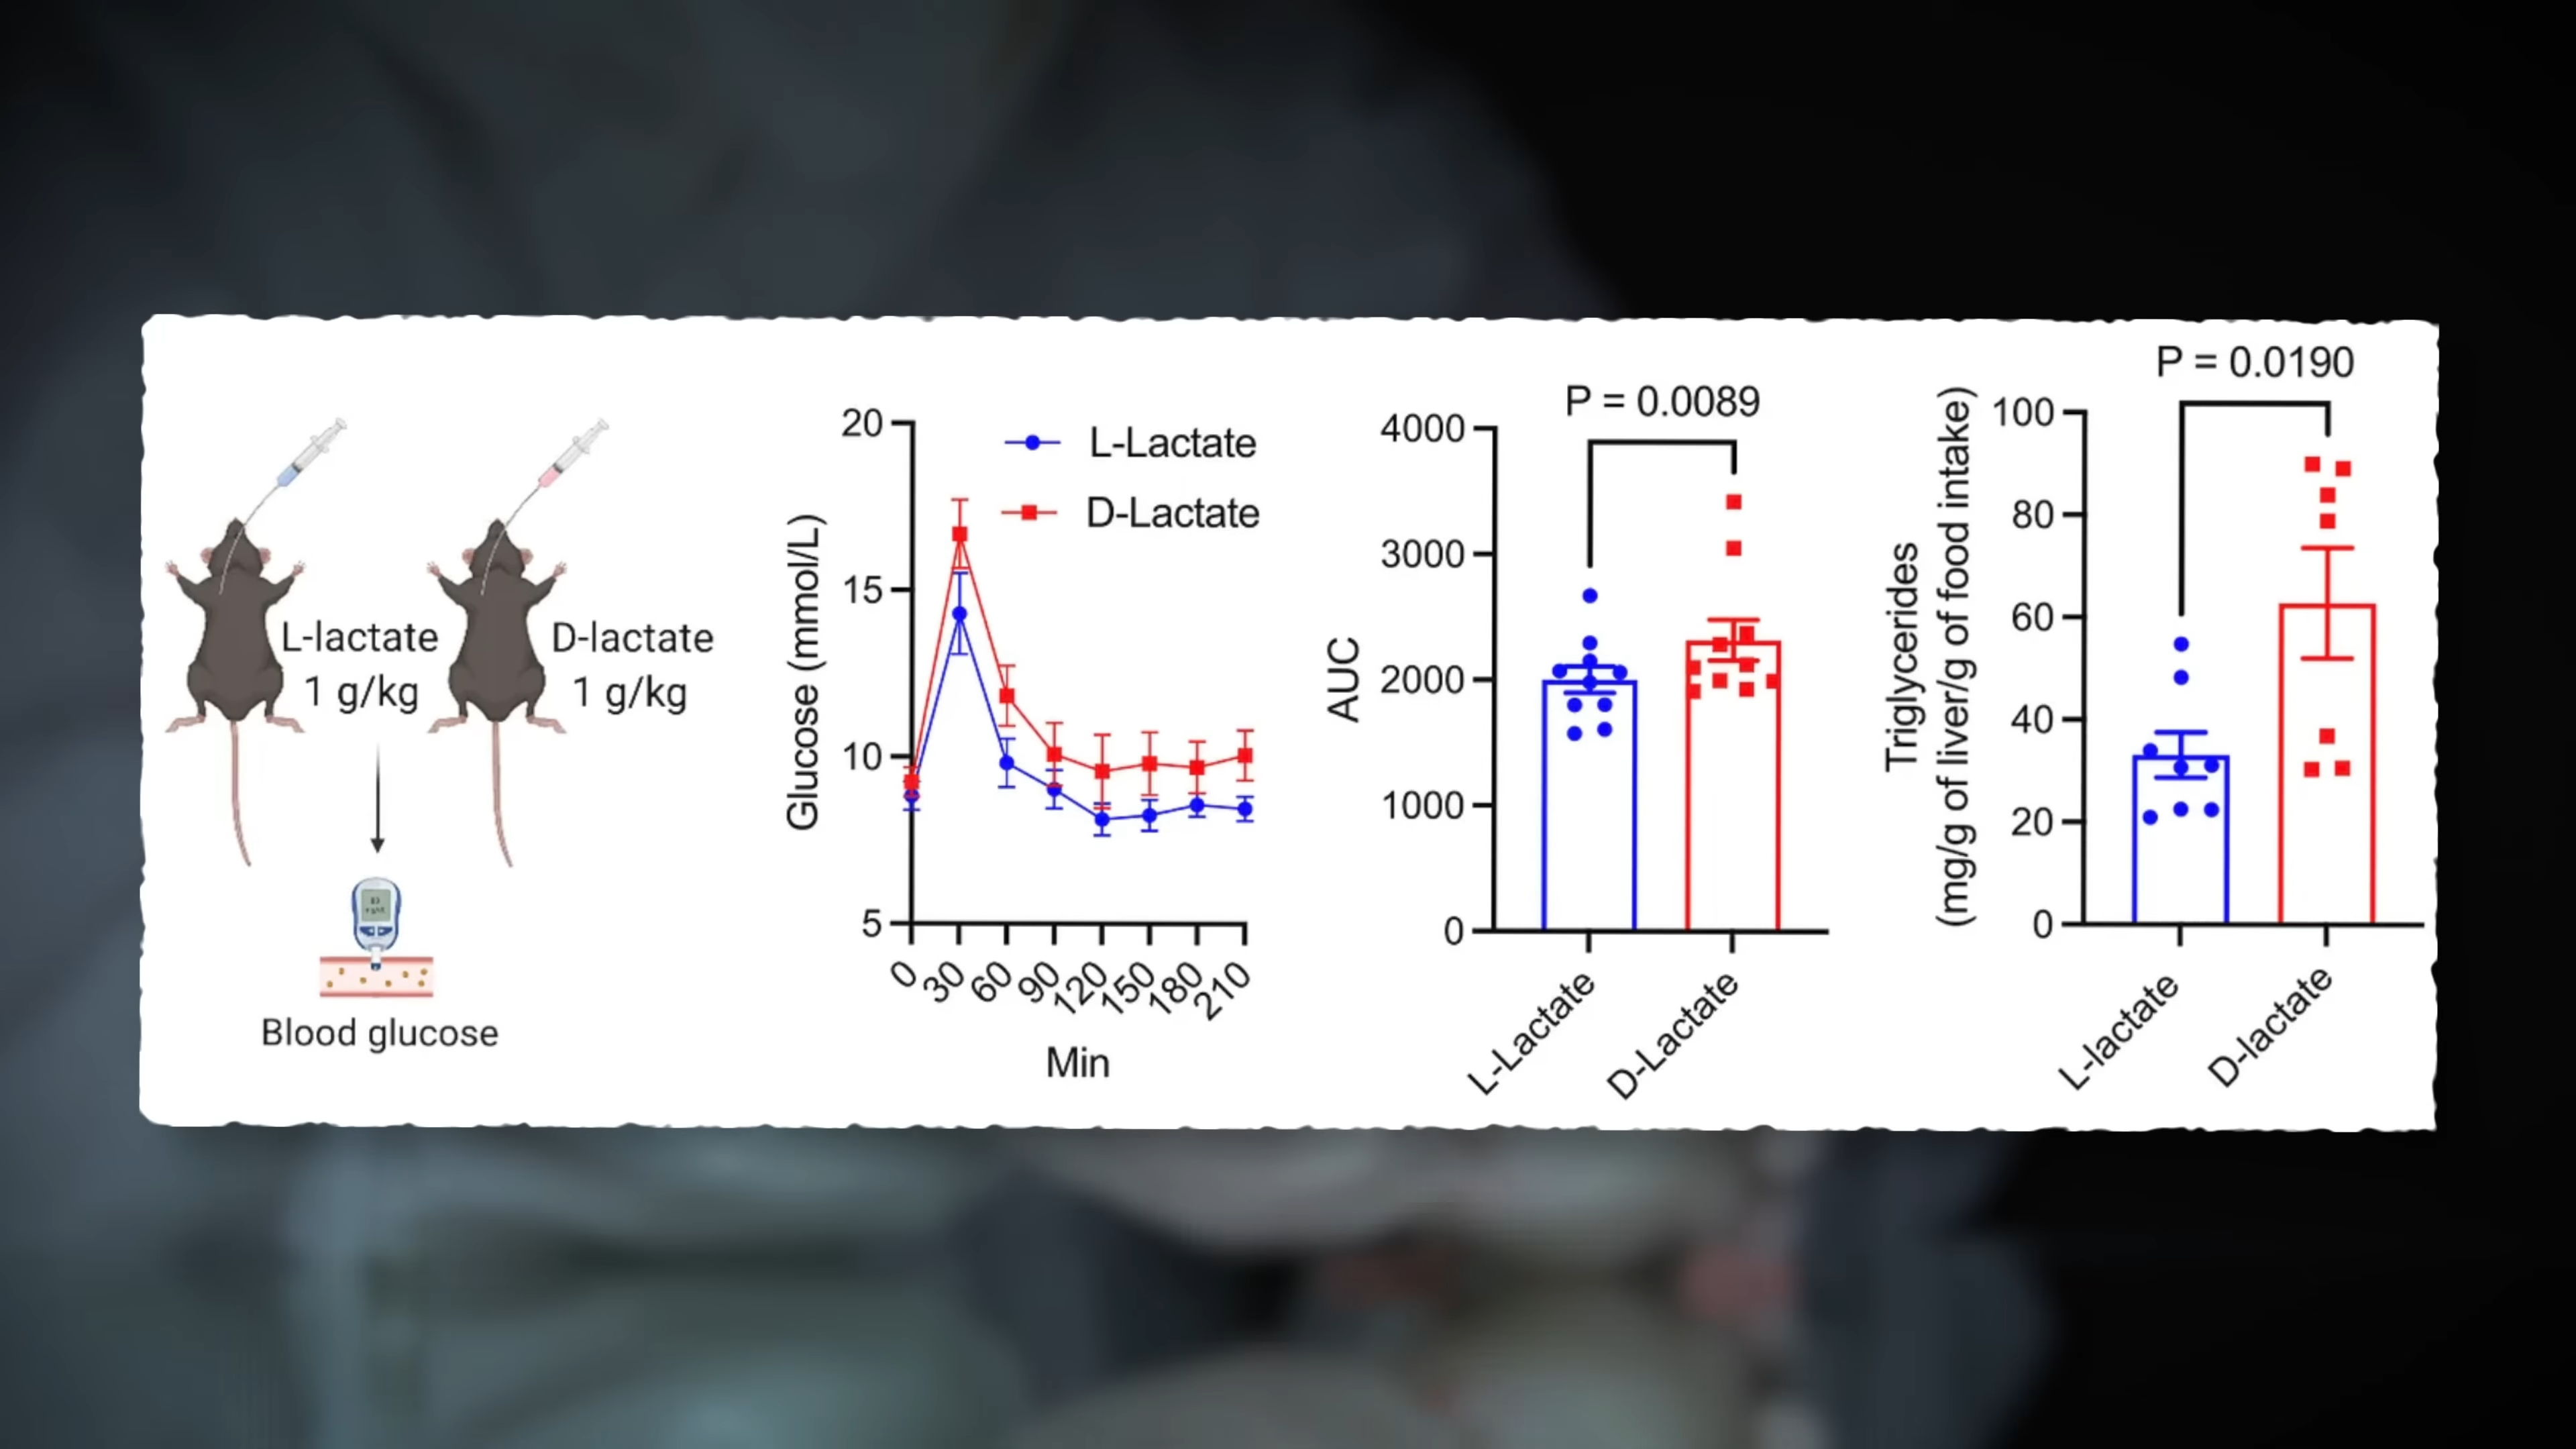 L-lactate
1 g/kg
D-lactate
1 g/kg
Blood glucose
Glucose (mmol/L)
20
15
10
5
L-Lactate
D-Lactate
0
30
60
90
120
150
180
210
Min
P = 0.0089
AUC
4000
3000
2000
1000
0
L-Lactate
D-Lactate
P = 0.0190
Triglycerides
(mg/g of liver/g of food intake)
100
80
60
40
20
0
L-lactate
D-lactate